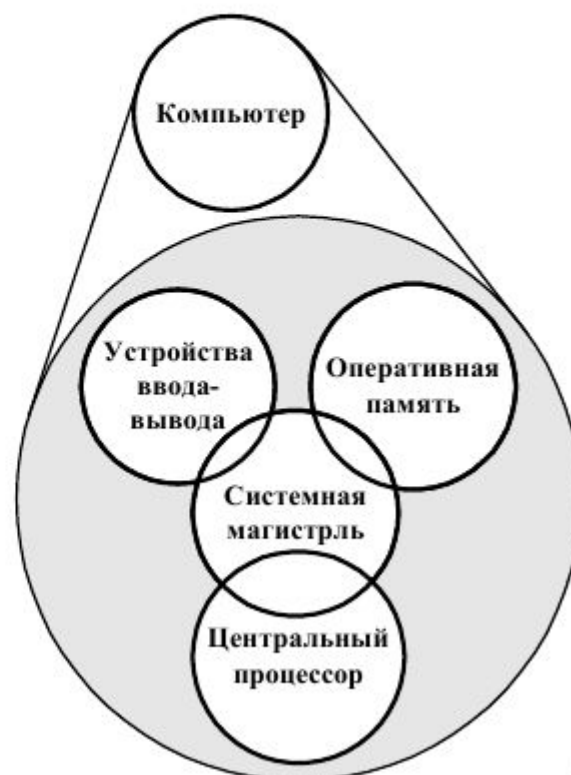 Компьютер
Устройства
ввода-
вывода
Оперативная
память
Системная
магистрль
Центральный
процессор